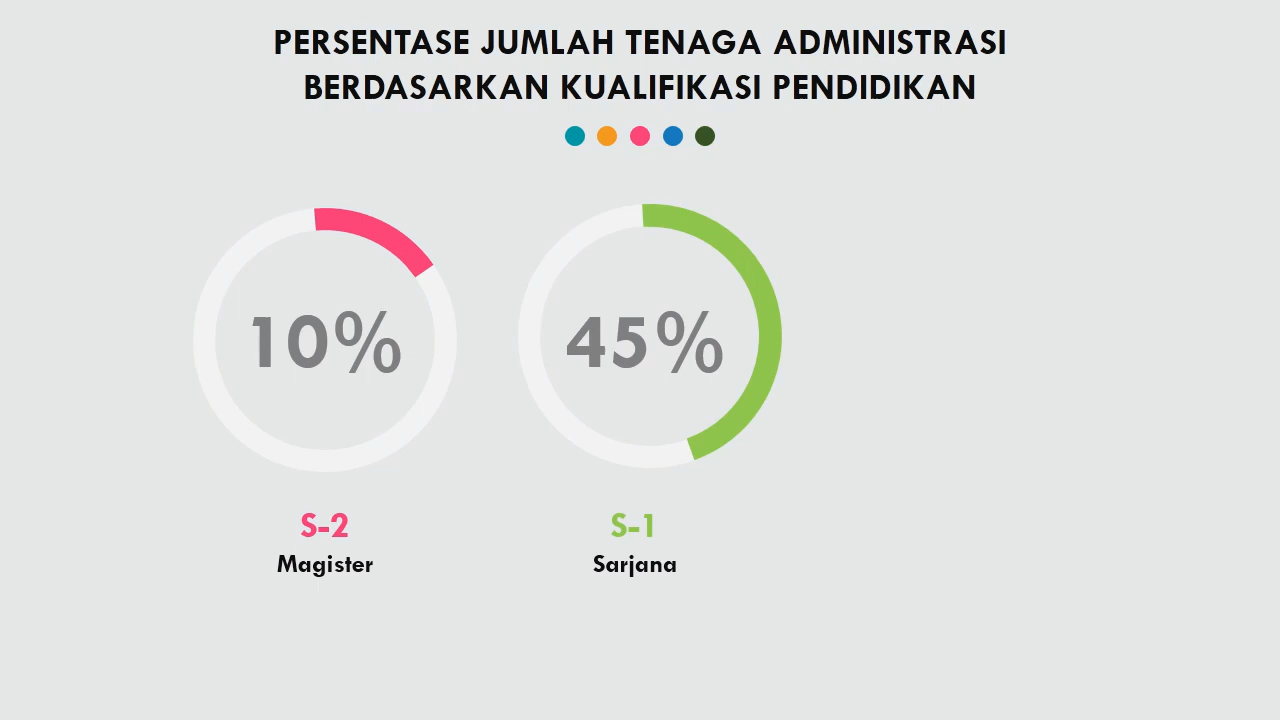 PERSENTASE JUMLAH TENAGA ADMINISTRASI
BERDASARKAN KUALIFIKASI PENDIDIKAN
10%
45%
S-2
Magister
S-1
Sarjana